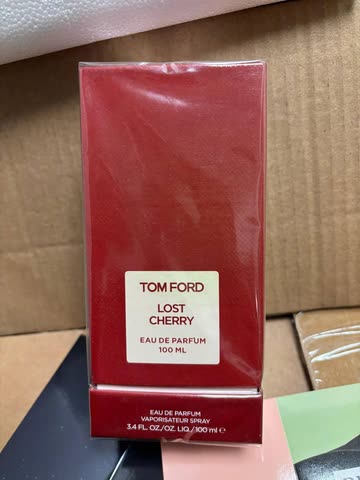 TOM FORD
LOST
CHERRY
EAU DE PARFUM
100 ML
EAU DE PARFUM
VAPORISATEUR SPRAY
3.4 FL. OZ./OZ. LIQ./100 ml ℮